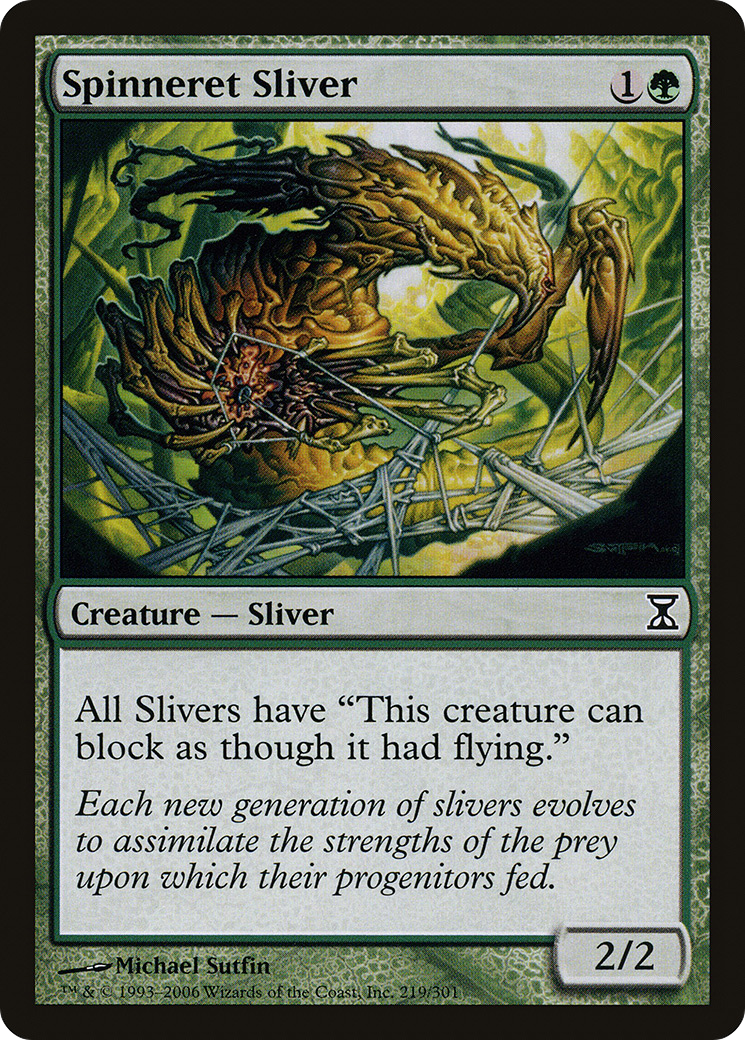 Spinneret Sliver
1
Creature — Sliver
All Slivers have “This creature can
block as though it had flying.”
Each new generation of slivers evolves
to assimilate the strengths of the prey
upon which their progenitors fed.
2/2
Michael Sutfin
™ & © 1993–2006 Wizards of the Coast, Inc. 219/301